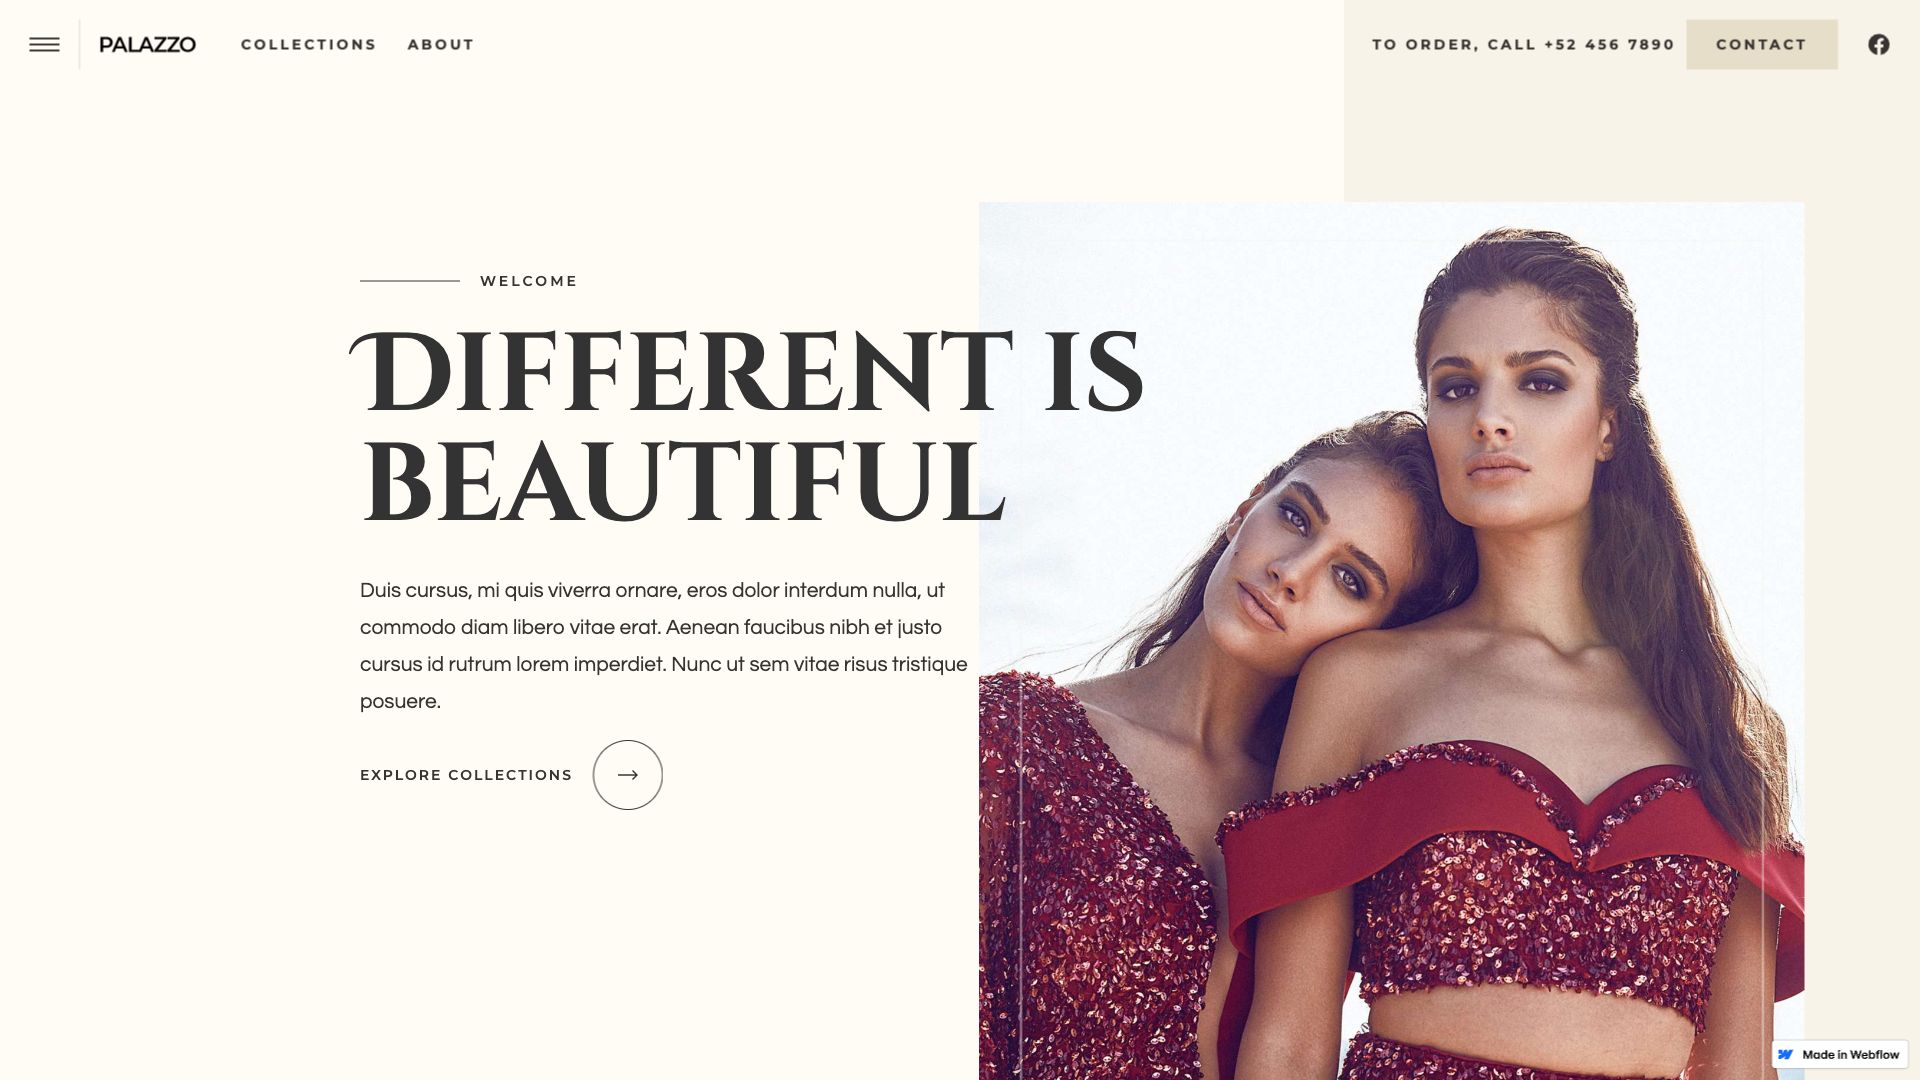 PALAZZO
COLLECTIONS
ABOUT
TO ORDER, CALL +52 456 7890
CONTACT
WELCOME
DIFFERENT IS
BEAUTIFUL
Duis cursus, mi quis viverra ornare, eros dolor interdum nulla, ut
commodo diam libero vitae erat. Aenean faucibus nibh et justo
cursus id rutrum lorem imperdiet. Nunc ut sem vitae risus tristique
posuere.
EXPLORE COLLECTIONS
Made in Webflow